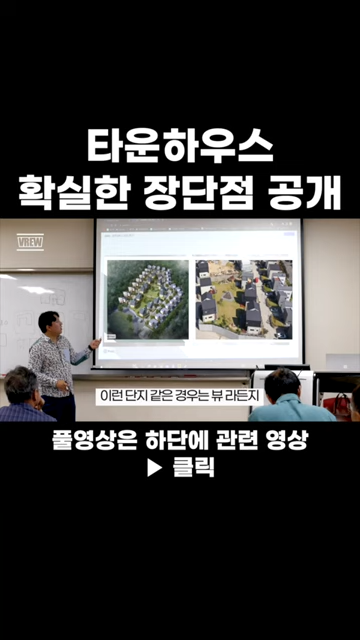 타운하우스
확실한 장단점 공개
VREW
이런 단지 같은 경우는 뷰 라든지
풀영상은 하단에 관련 영상
▶ 클릭